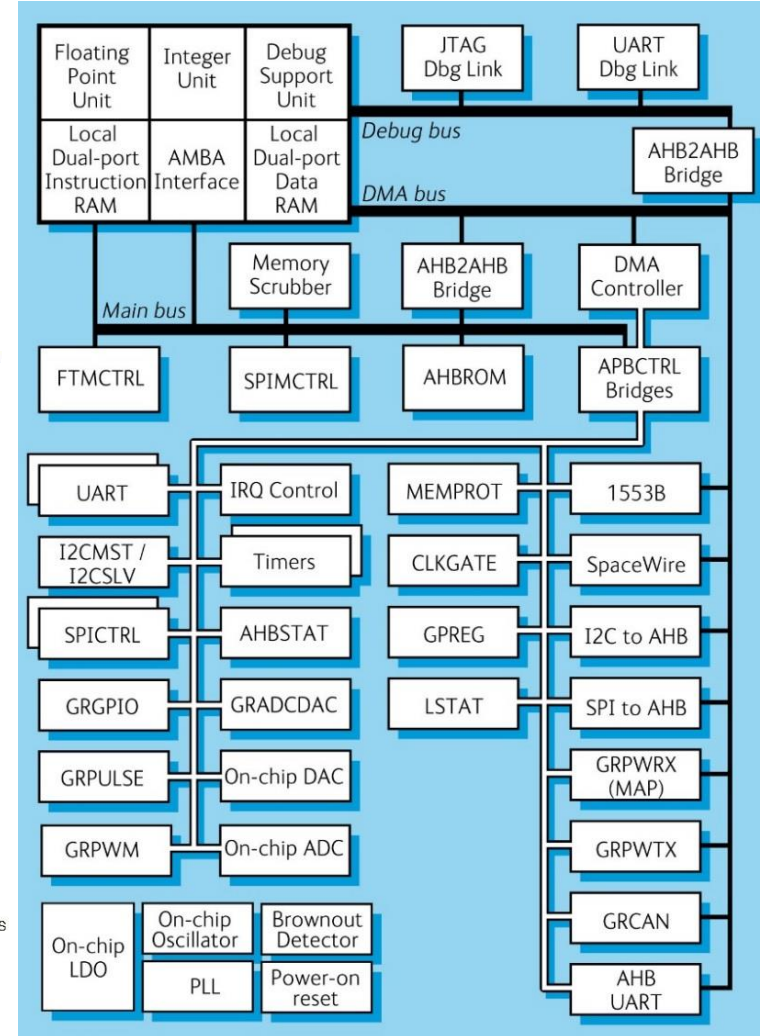 Floating
Point
Unit
Integer
Unit
Debug
Support
Unit
JTAG
Dbg Link
UART
Dbg Link
Debug bus
Local
Dual-port
Instruction
RAM
AMBA
Interface
Local
Dual-port
Data
RAM
AHB2AHB
Bridge
DMA bus
Memory
Scrubber
AHB2AHB
Bridge
DMA
Controller
Main bus
FTMCTRL
SPIMCTRL
AHBROM
APBCTRL
Bridges
UART
IRQ Control
MEMPROT
1553B
I2CMST /
I2CSLV
Timers
CLKGATE
SpaceWire
SPICTRL
AHBSTAT
GPREG
I2C to AHB
GRGPIO
GRADCDAC
LSTAT
SPI to AHB
GRPULSE
On-chip DAC
GRPWRX
(MAP)
GRPWM
On-chip ADC
GRPWTX
GRCAN
AHB
UART
On-chip
LDO
On-chip
Oscillator
Brownout
Detector
PLL
Power-on
reset
s